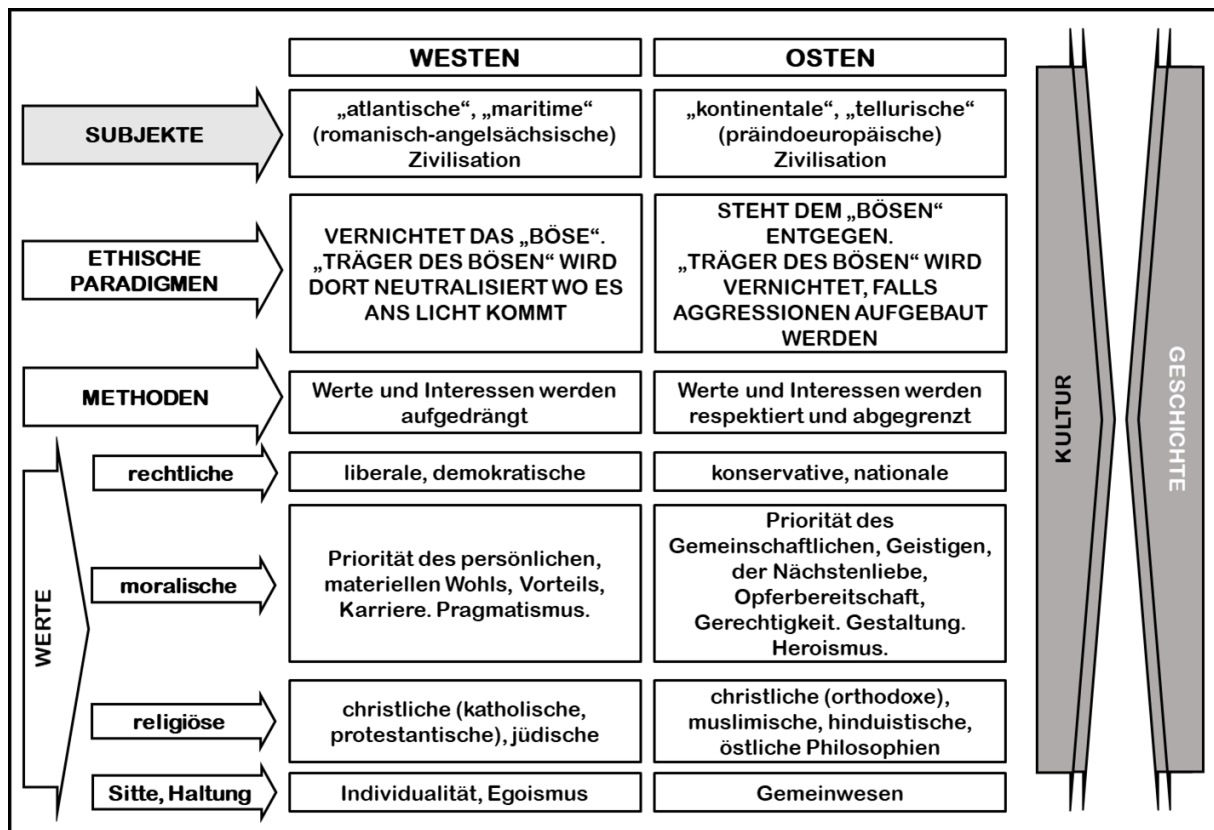 WESTEN
OSTEN
SUBJEKTE
„atlantische“, „maritime“
(romanisch-angelsächsische)
Zivilisation
„kontinentale“, „tellurische“
(präindoeuropäische)
Zivilisation
ETHISCHE
PARADIGMEN
VERNICHTET DAS „BÖSE“.
„TRÄGER DES BÖSEN“ WIRD
DORT NEUTRALISIERT WO ES
ANS LICHT KOMMT
STEHT DEM „BÖSEN“
ENTGEGEN.
„TRÄGER DES BÖSEN“ WIRD
VERNICHTET, FALLS
AGGRESSIONEN AUFGEBAUT
WERDEN
METHODEN
Werte und Interessen werden
aufgedrängt
Werte und Interessen werden
respektiert und abgegrenzt
WERTE
rechtliche
liberale, demokratische
konservative, nationale
moralische
Priorität des persönlichen,
materiellen Wohls, Vorteils,
Karriere. Pragmatismus.
Priorität des
Gemeinschaftlichen, Geistigen,
der Nächstenliebe,
Opferbereitschaft,
Gerechtigkeit. Gestaltung.
Heroismus.
religiöse
christliche (katholische,
protestantische), jüdische
christliche (orthodoxe),
muslimische, hinduistische,
östliche Philosophien
Sitte, Haltung
Individualität, Egoismus
Gemeinwesen
KULTUR
GESCHICHTE